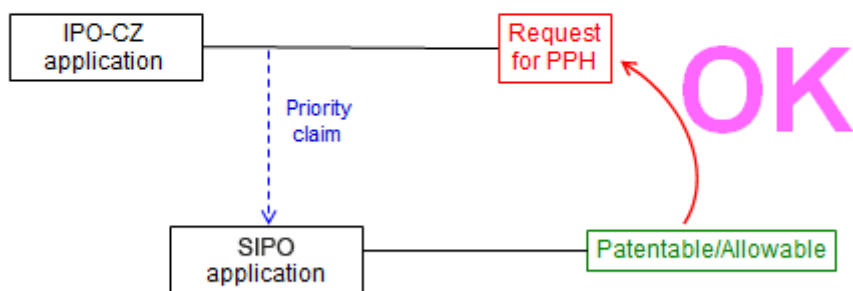 IPO-CZ
application
Request
for PPH
OK
Priority
claim
SIPO
application
Patentable/Allowable